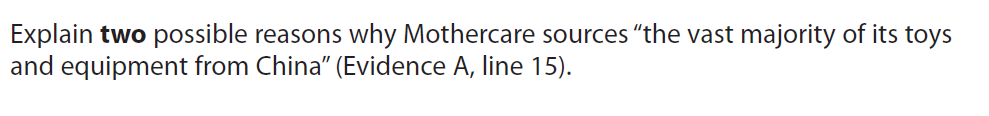 Explain two possible reasons why Mothercare sources “the vast majority of its toys
and equipment from China” (Evidence A, line 15).